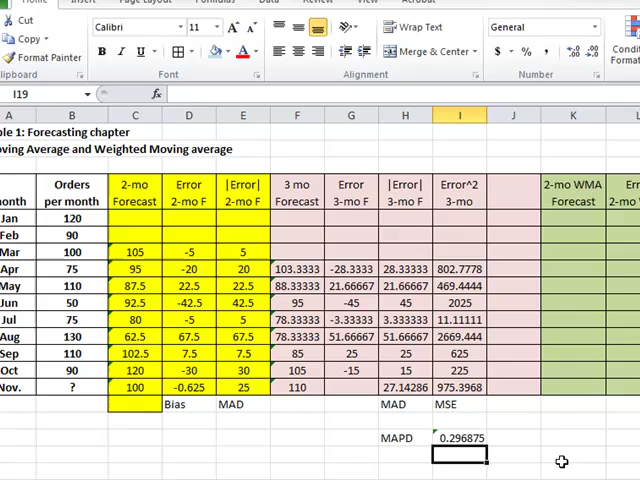 Home Insert Page Layout Formulas Data Review View Acrobat
Cut
Copy
Format Painter
Calibri 11 A A
B I U A
Wrap Text
Merge & Center
General
$ % ,
Conditi
Format
lipboard Font Alignment Number
I19 fx
A B C D E F G H I J K L
ble 1: Forecasting chapter
oving Average and Weighted Moving average
Orders 2-mo Error |Error| 3 mo Error |Error| Error^2 2-mo WMA Err
month per month Forecast 2-mo F 2-mo F Forecast 3-mo F 3-mo F 3-mo Forecast 2-mo W
Jan 120
Feb 90
Mar 100 105 -5 5
Apr 75 95 -20 20 103.3333 -28.3333 28.33333 802.7778
May 110 87.5 22.5 22.5 88.33333 21.66667 21.66667 469.4444
Jun 50 92.5 -42.5 42.5 95 -45 45 2025
Jul 75 80 -5 5 78.33333 -3.33333 3.333333 11.11111
Aug 130 62.5 67.5 67.5 78.33333 51.66667 51.66667 2669.444
Sep 110 102.5 7.5 7.5 85 25 25 625
Oct 90 120 -30 30 105 -15 15 225
Nov. ? 100 -0.625 25 110 27.14286 975.3968
Bias MAD MAD MSE
MAPD 0.296875